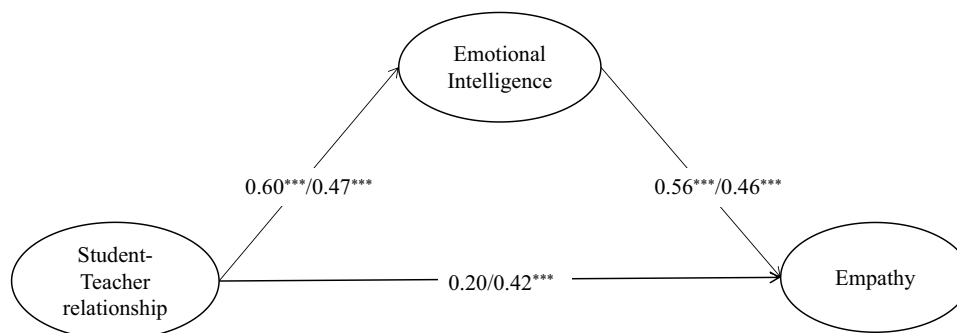 Emotional
Intelligence
0.60***/0.47***
0.56***/0.46***
Student-
Teacher
relationship
0.20/0.42***
Empathy